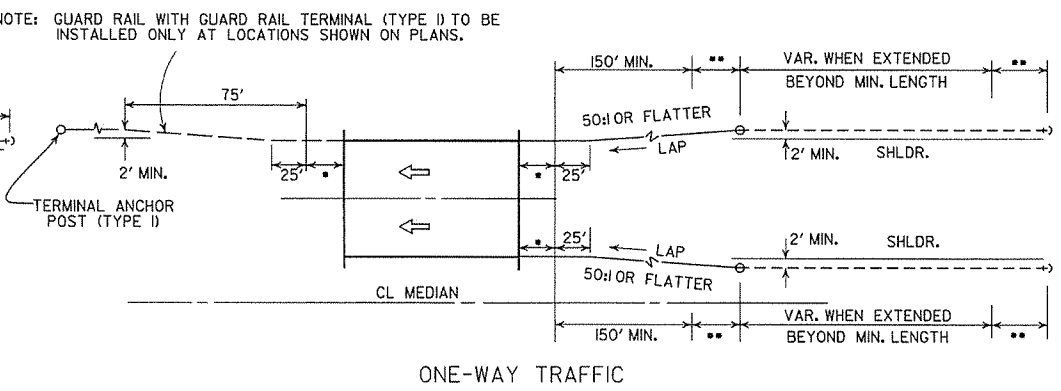 NOTE: GUARD RAIL WITH GUARD RAIL TERMINAL (TYPE I) TO BE
INSTALLED ONLY AT LOCATIONS SHOWN ON PLANS.
150' MIN.
**
VAR. WHEN EXTENDED
BEYOND MIN. LENGTH
**
75'
50:1 OR FLATTER
LAP
2' MIN.
SHLDR.
2' MIN.
25'
*
*
25'
TERMINAL ANCHOR
POST (TYPE I)
*
25'
LAP
2' MIN.
SHLDR.
50:1 OR FLATTER
CL MEDIAN
150' MIN.
**
VAR. WHEN EXTENDED
BEYOND MIN. LENGTH
**
ONE-WAY TRAFFIC